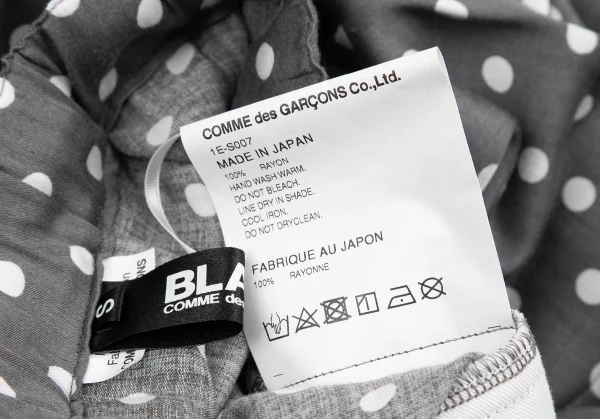 COMME des GARÇONS Co.,Ltd.
1E-S007
MADE IN JAPAN
100% RAYON
HAND WASH WARM.
DO NOT BLEACH.
LINE DRY IN SHADE.
COOL IRON.
DO NOT DRYCLEAN.
FABRIQUE AU JAPON
100% RAYONNE
BLA
COMME des
S